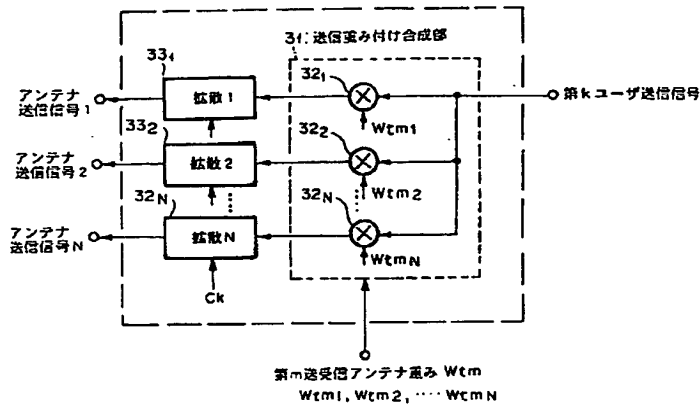 31:送信重み付け合成部
33₁
32₁
アンテナ
送信信号1
拡散1
第kユーザ送信信号
Wtm1
33₂
32₂
アンテナ
送信信号2
拡散2
Wtm2
32N
32N
アンテナ
送信信号N
拡散N
WtmN
Ck
第m送受信アンテナ重み Wtm
Wtm1, Wtm2, ···· WtmN